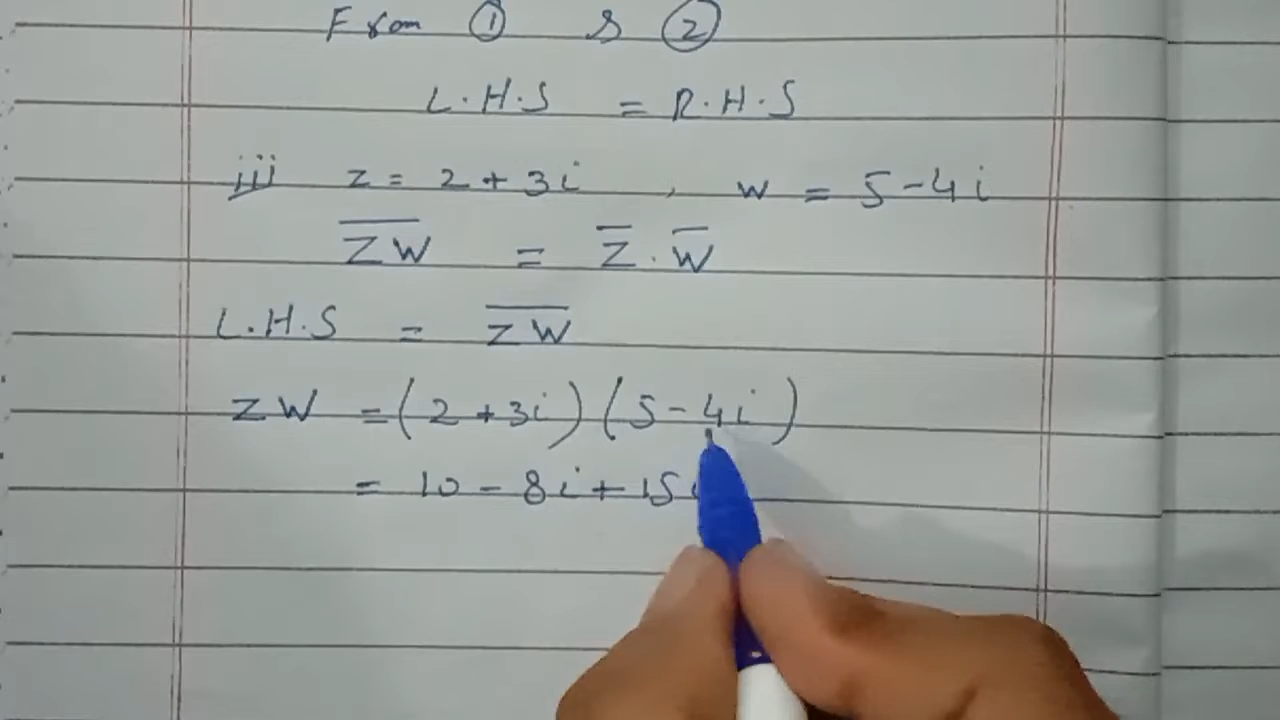 From ① & ②
L.H.S = R.H.S
iii z = 2 + 3i , w = 5 - 4i
\overline{ZW} = \overline{Z} . \overline{W}
L.H.S = \overline{ZW}
ZW = (2 + 3i) (5 - 4i)
= 10 - 8i + 15i